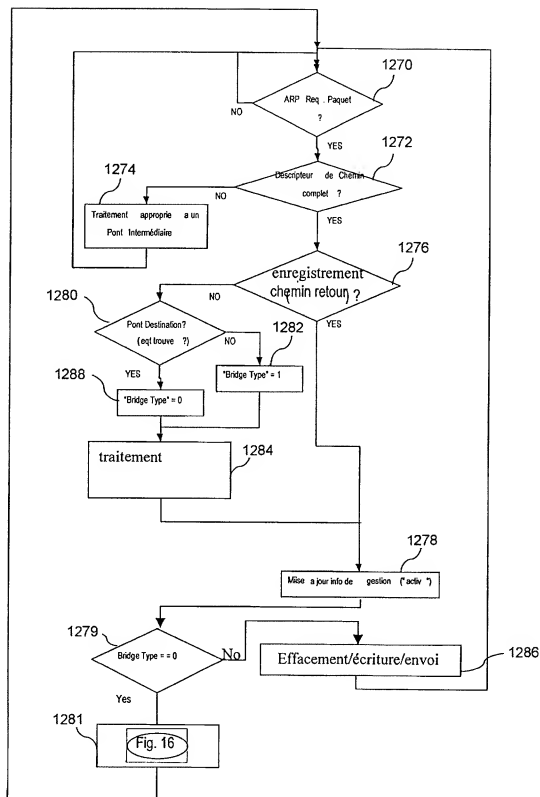 1270
ARP Req . Paquet
?
NO
YES
1272
Descripteur de Chemin
complet ?
NO
YES
1274
Traitement approprie a un
Pont Intermédiaire
1276
enregistrement
chemin retour) ?
NO
YES
1280
Pont Destination?
(eqt trouve ?)
NO
YES
1282
"Bridge Type" = 1
1288
"Bridge Type" = 0
traitement
1284
1278
Miise a jour info de gestion (" activ ")
1279
Bridge Type = = 0
No
Yes
Effacement/écriture/envoi
1286
1281
Fig. 16